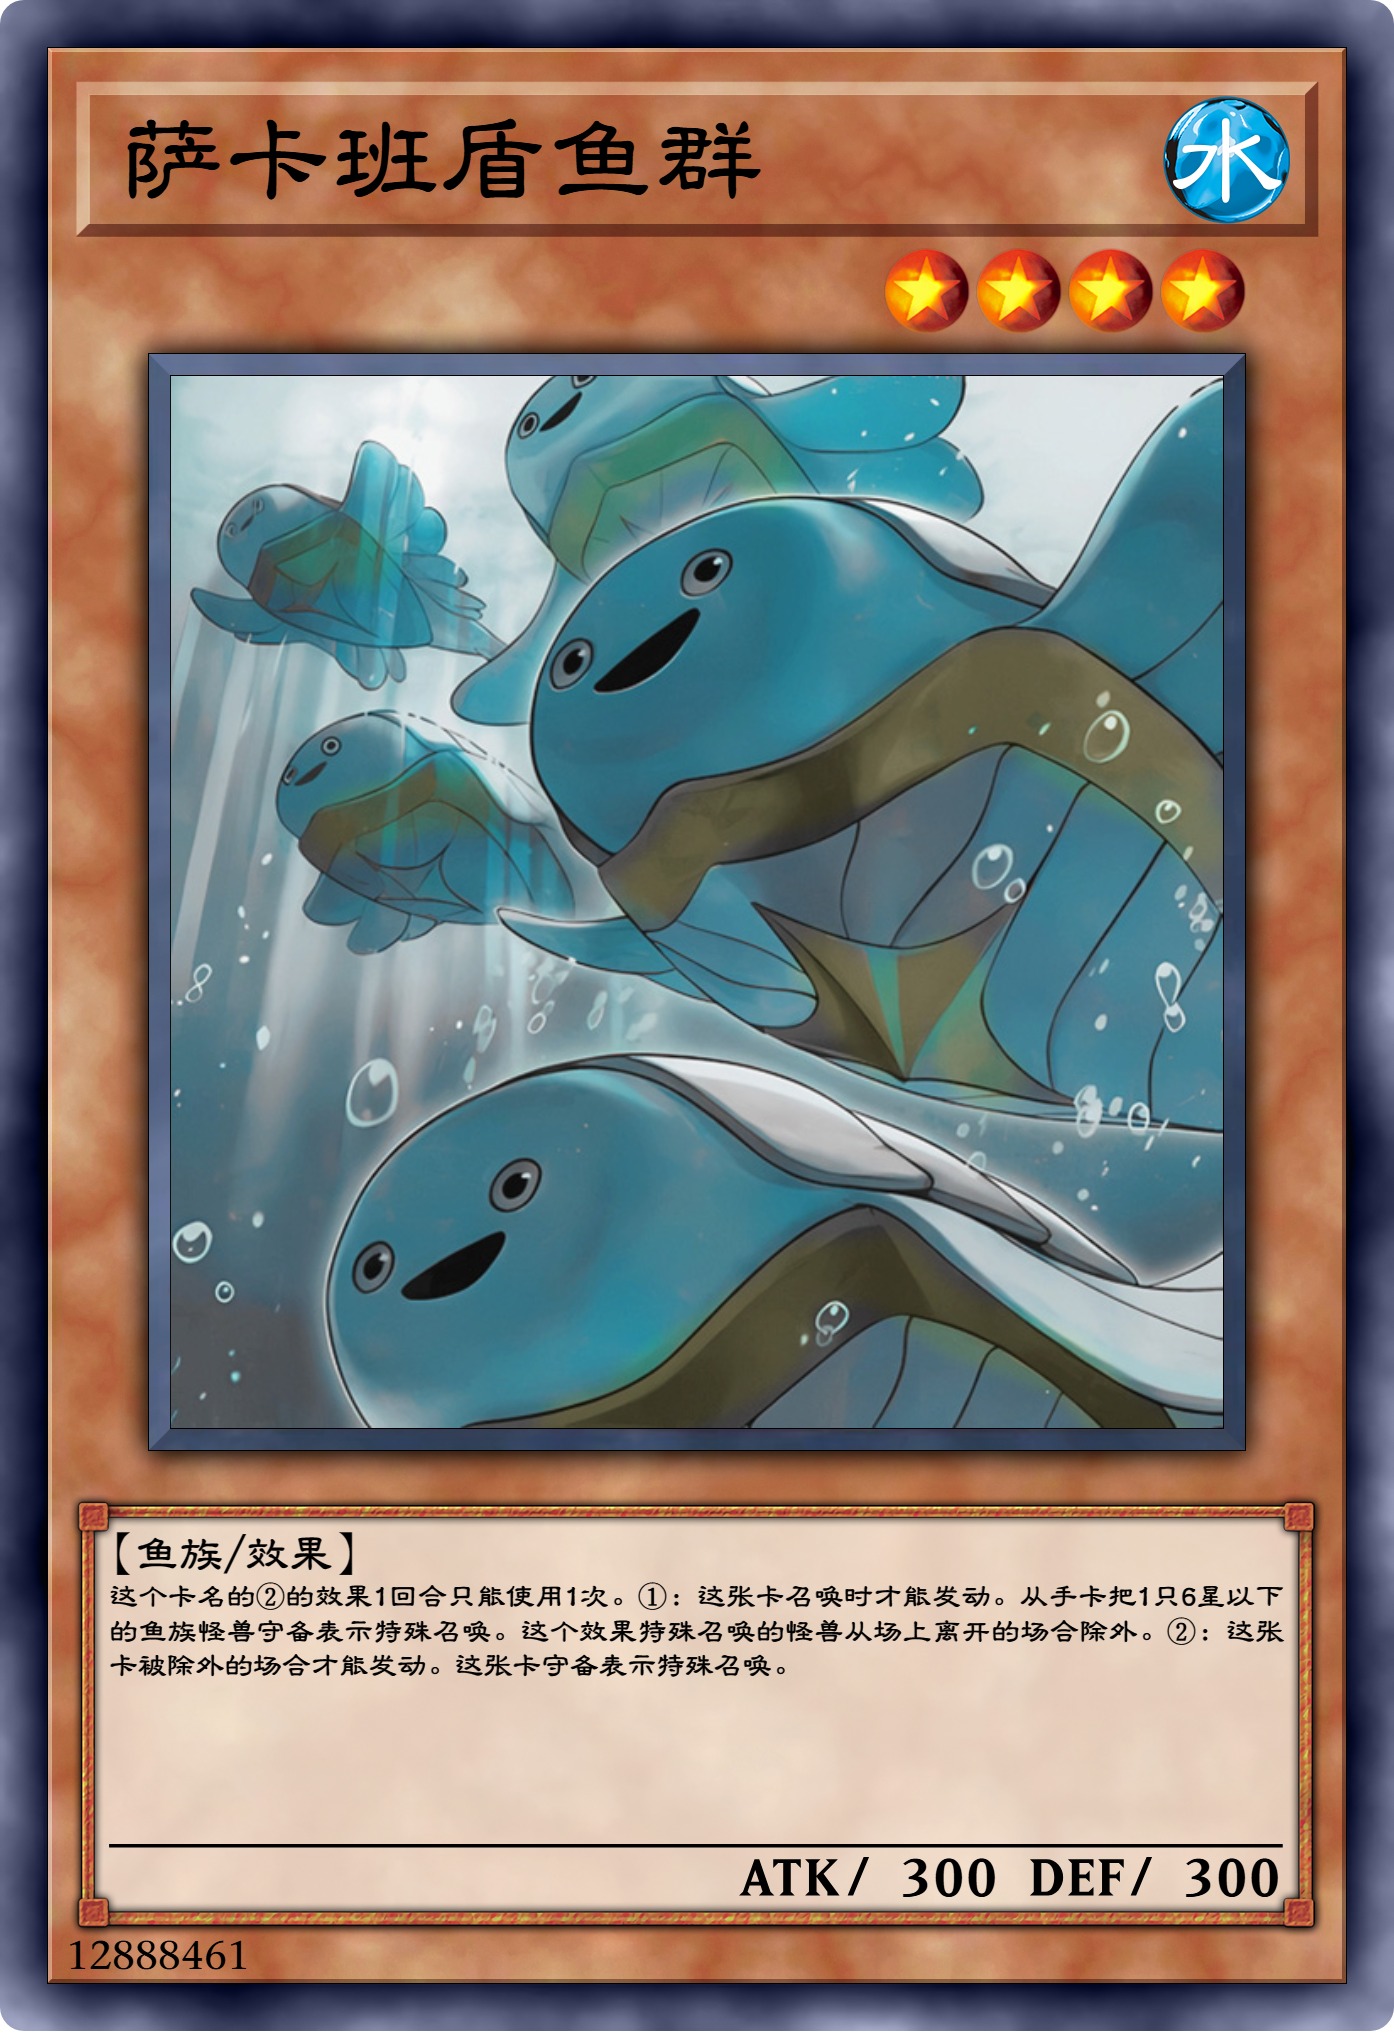 萨卡班盾鱼群
水
【鱼族/效果】
这个卡名的②的效果1回合只能使用1次。①：这张卡召唤时才能发动。从手卡把1只6星以下
的鱼族怪兽守备表示特殊召唤。这个效果特殊召唤的怪兽从场上离开的场合除外。②：这张
卡被除外的场合才能发动。这张卡守备表示特殊召唤。
ATK/ 300 DEF/ 300
12888461